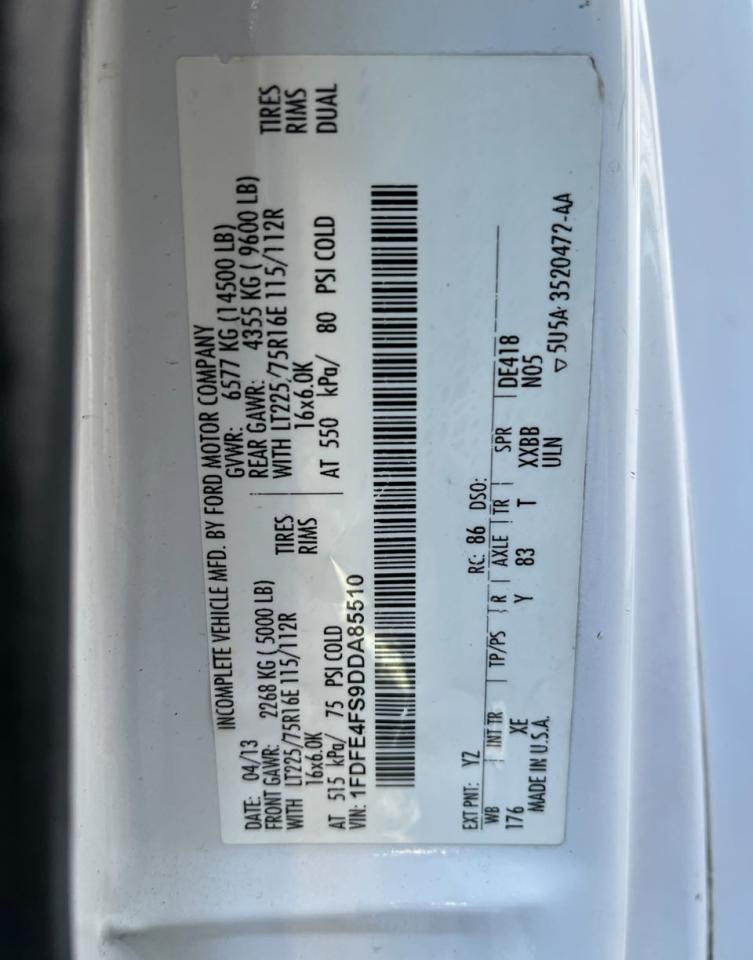 INCOMPLETE VEHICLE MFD. BY FORD MOTOR COMPANY
DATE: 04/13 GVWR: 6577 KG (14500 LB)
FRONT GAWR: 2268 KG ( 5000 LB) REAR GAWR: 4355 KG ( 9600 LB)
WITH LT225/75R16E 115/112R TIRES WITH LT225/75R16E 115/112R TIRES
16x6.0K RIMS 16x6.0K RIMS
AT 515 kPa/ 75 PSI COLD AT 550 kPa/ 80 PSI COLD DUAL
VIN: 1FDFE4FS9DDA85510
EXT PNT: YZ RC: 86 DSO:
WB INT TR TP/PS R AXLE TR SPR DE418
176 XE Y 83 T XXBB N05
MADE IN U.S.A. ULN
▽ 5U5A-3520472-AA